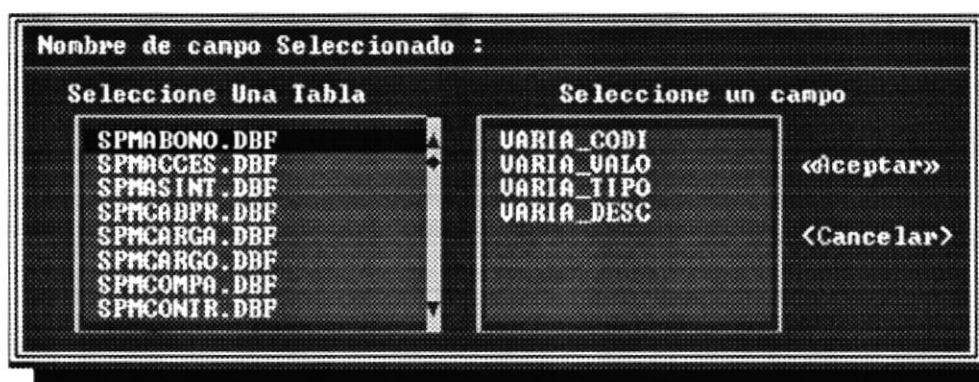 Nombre de campo Seleccionado :
Seleccione Una Tabla
SPMABONO.DBF
SPMACCES.DBF
SPMASINT.DBF
SPMCABPR.DBF
SPMCARGA.DBF
SPMCARGO.DBF
SPMCOMPA.DBF
SPMCONIR.DBF
Seleccione un campo
VARIA_CODI
VARIA_VALO
VARIA_TIPO
VARIA_DESC
«Aceptar»
<Cancelar>